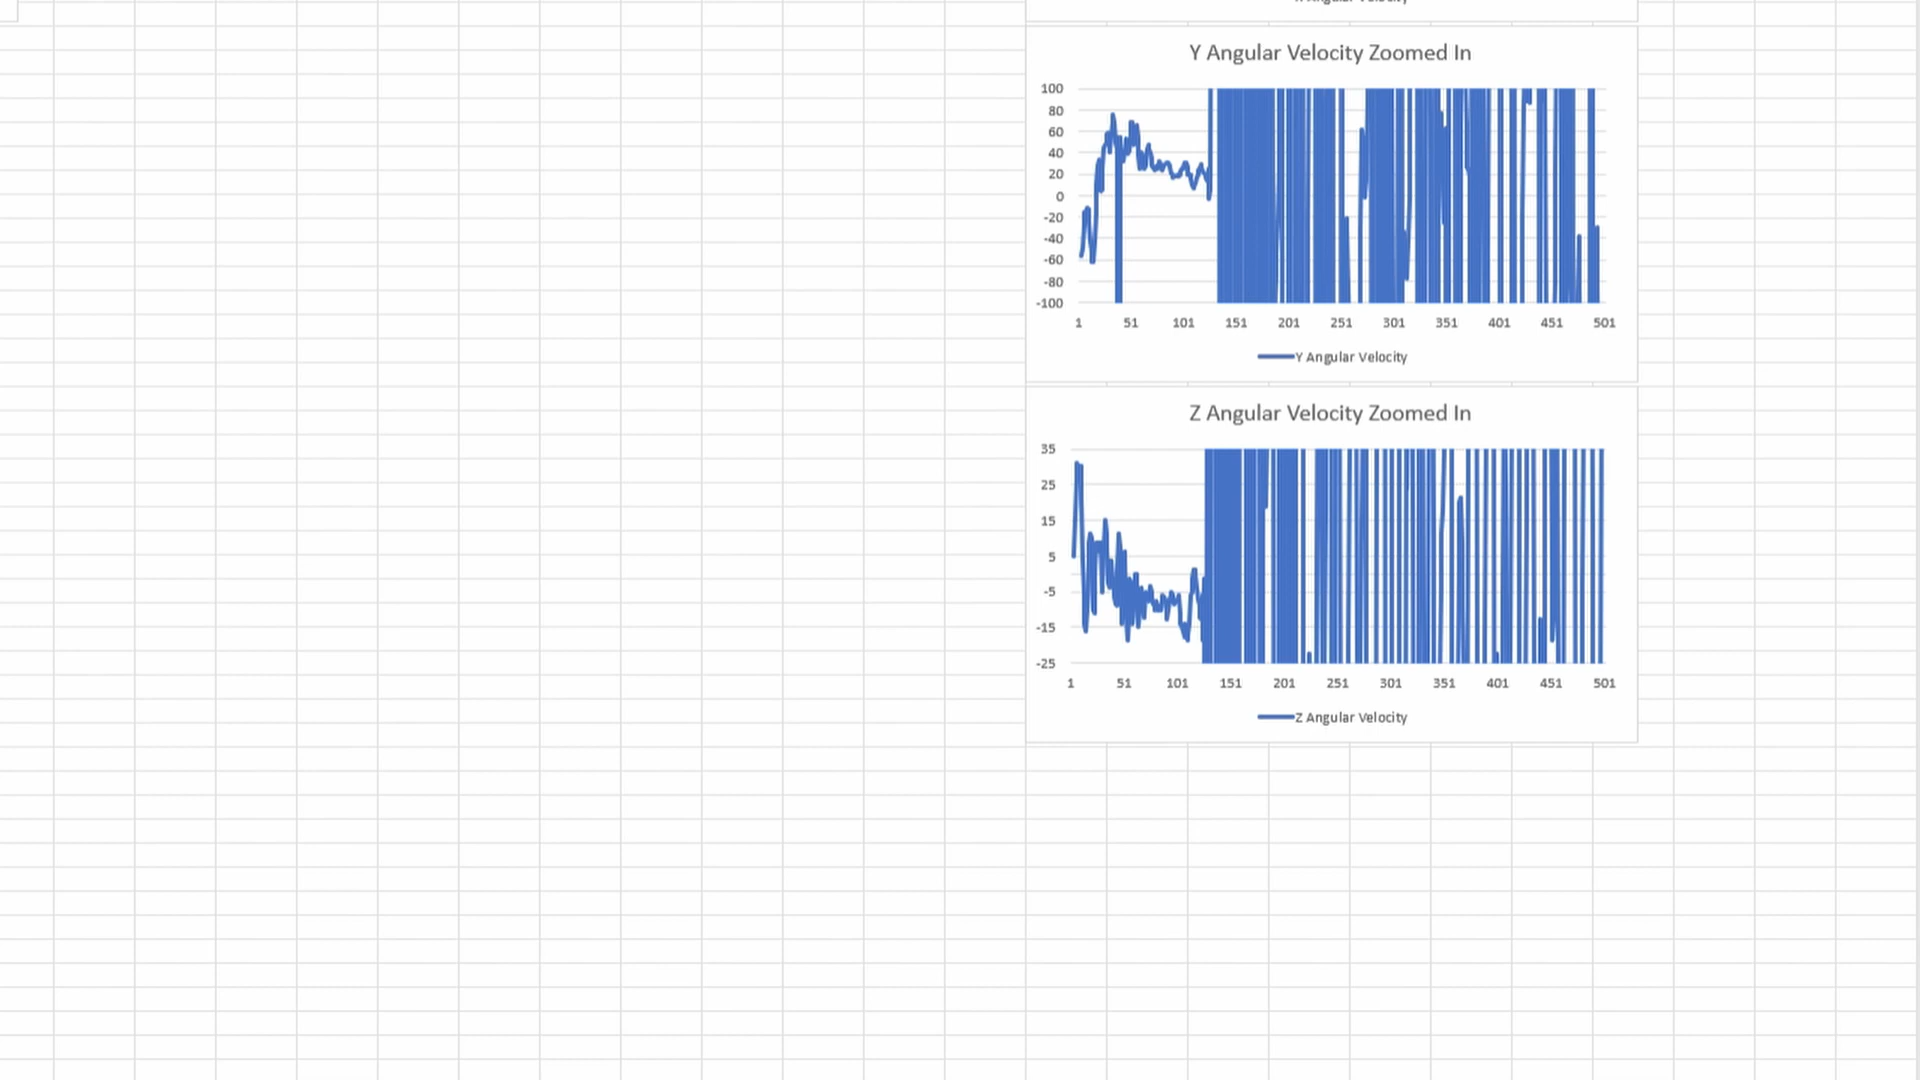 X Angular Velocity
Y Angular Velocity Zoomed In
100
80
60
40
20
0
-20
-40
-60
-80
-100
1 51 101 151 201 251 301 351 401 451 501
Y Angular Velocity
Z Angular Velocity Zoomed In
35
25
15
5
-5
-15
-25
1 51 101 151 201 251 301 351 401 451 501
Z Angular Velocity